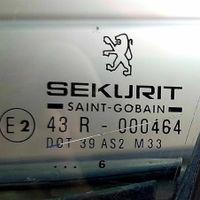 SEKURIT
SAINT-GOBAIN
E2 43 R - 000464
DOT 39 AS2 M33
6